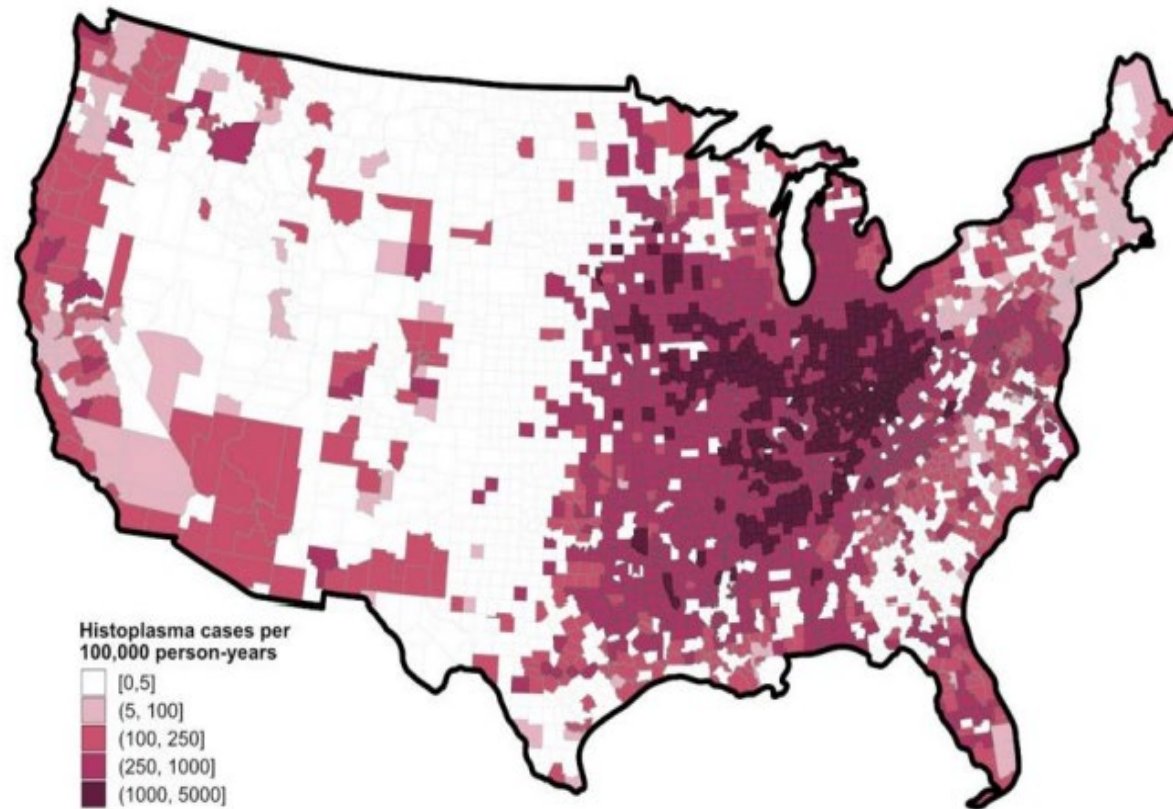 Histoplasma cases per
100,000 person-years
[0,5]
(5, 100]
(100, 250]
(250, 1000]
(1000, 5000]